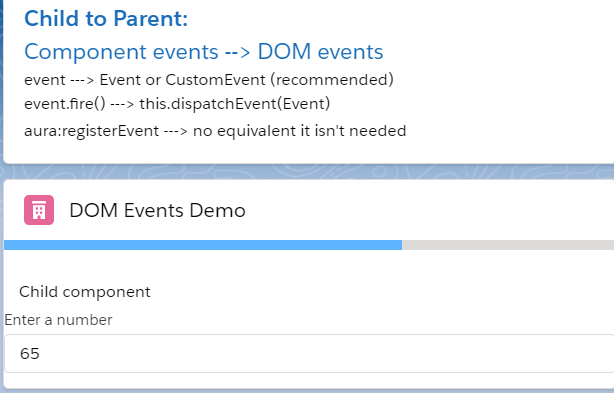 Child to Parent:
Component events --> DOM events
event ---> Event or CustomEvent (recommended)
event.fire() ---> this.dispatchEvent(Event)
aura:registerEvent ---> no equivalent it isn't needed
DOM Events Demo
Child component
Enter a number
65